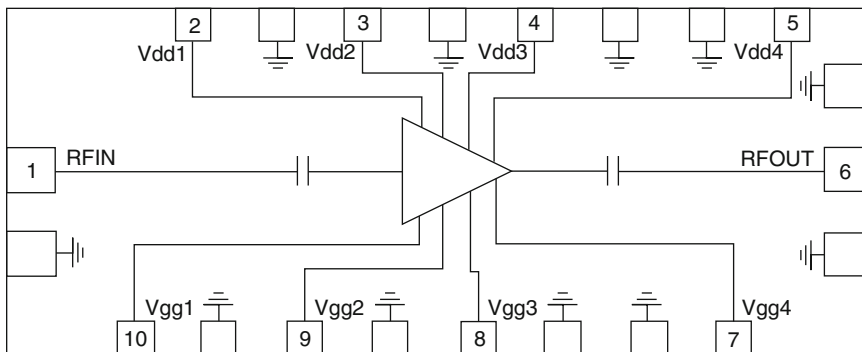 2 3 4 5
Vdd1 Vdd2 Vdd3 Vdd4
1 RFIN RFOUT 6
Vgg1 Vgg2 Vgg3 Vgg4
10 9 8 7